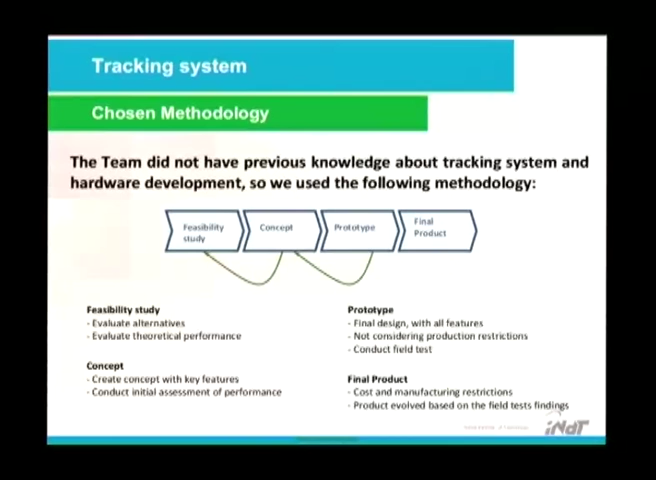 Tracking system
Chosen Methodology
The Team did not have previous knowledge about tracking system and
hardware development, so we used the following methodology:
Feasibility
study
Concept
Prototype
Final
Product
Feasibility study
- Evaluate alternatives
- Evaluate theoretical performance
Concept
- Create concept with key features
- Conduct initial assessment of performance
Prototype
- Final design, with all features
- Not considering production restrictions
- Conduct field test
Final Product
- Cost and manufacturing restrictions
- Product evolved based on the field tests findings
iNdT